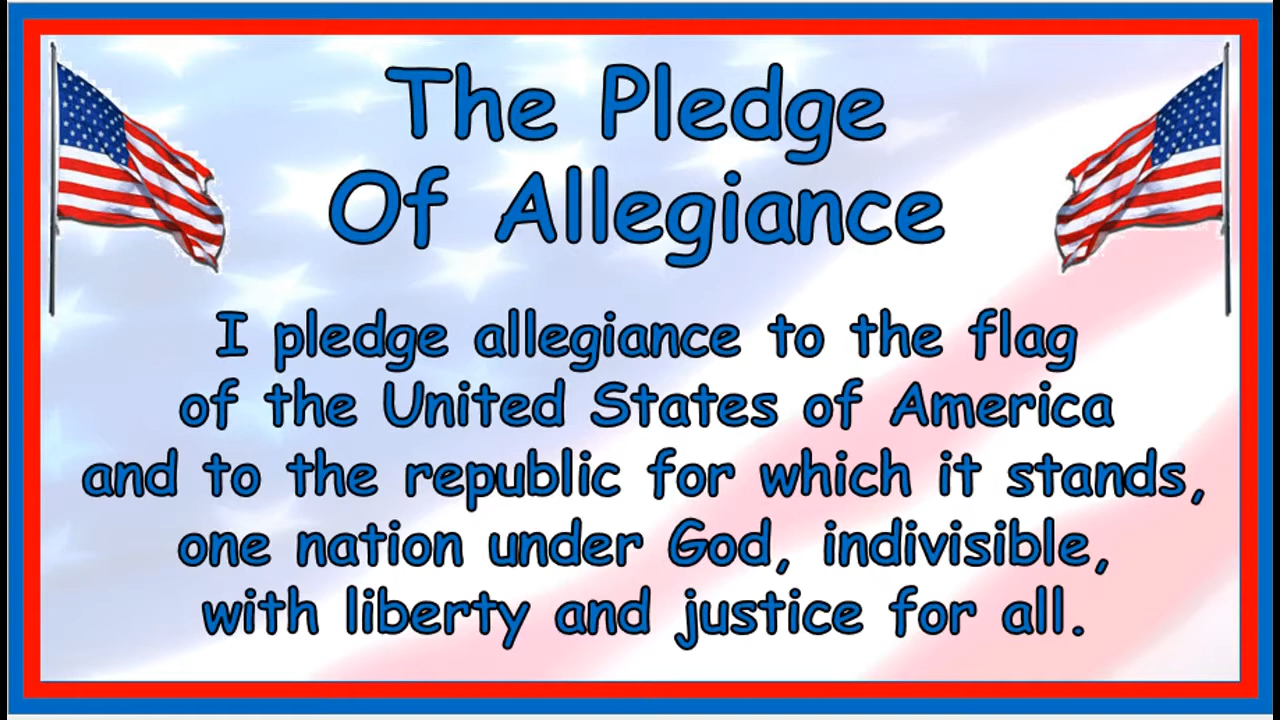 The Pledge
Of Allegiance
I pledge allegiance to the flag
of the United States of America
and to the republic for which it stands,
one nation under God, indivisible,
with liberty and justice for all.